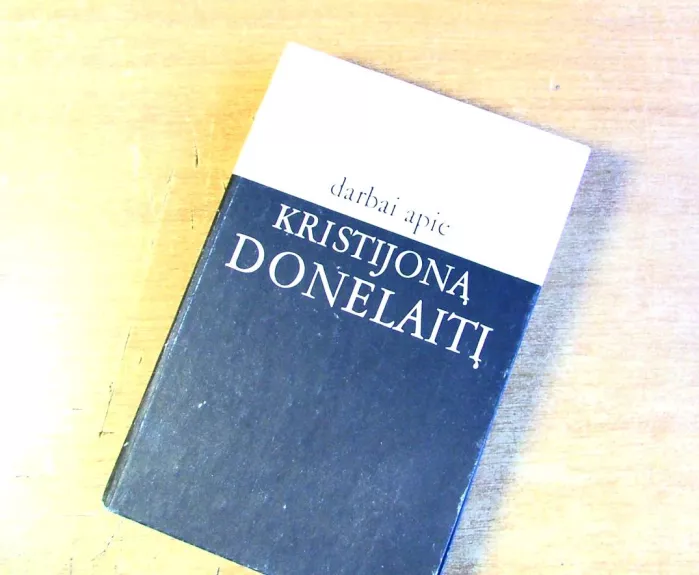 darbai apie
KRISTIJONĄ
DONELAITĮ